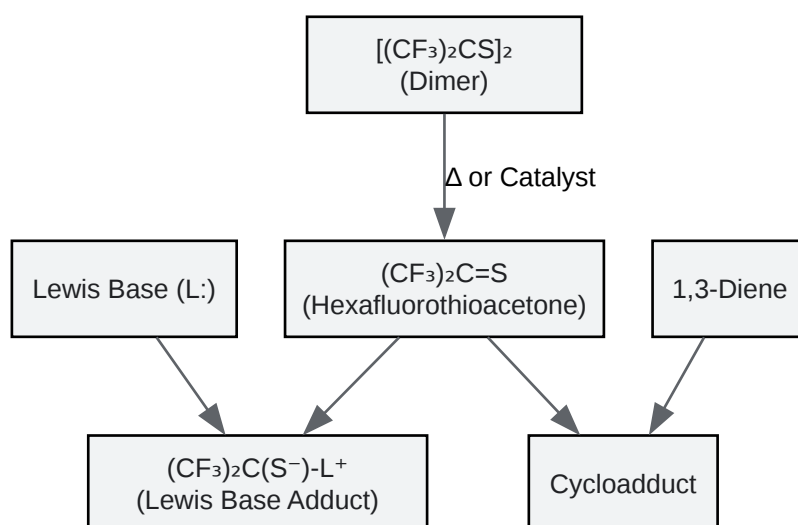 [(CF₃)₂CS]₂
(Dimer)
Δ or Catalyst
Lewis Base (L:)
(CF₃)₂C=S
(Hexafluorothioacetone)
1,3-Diene
(CF₃)₂C(S⁻)-L⁺
(Lewis Base Adduct)
Cycloadduct